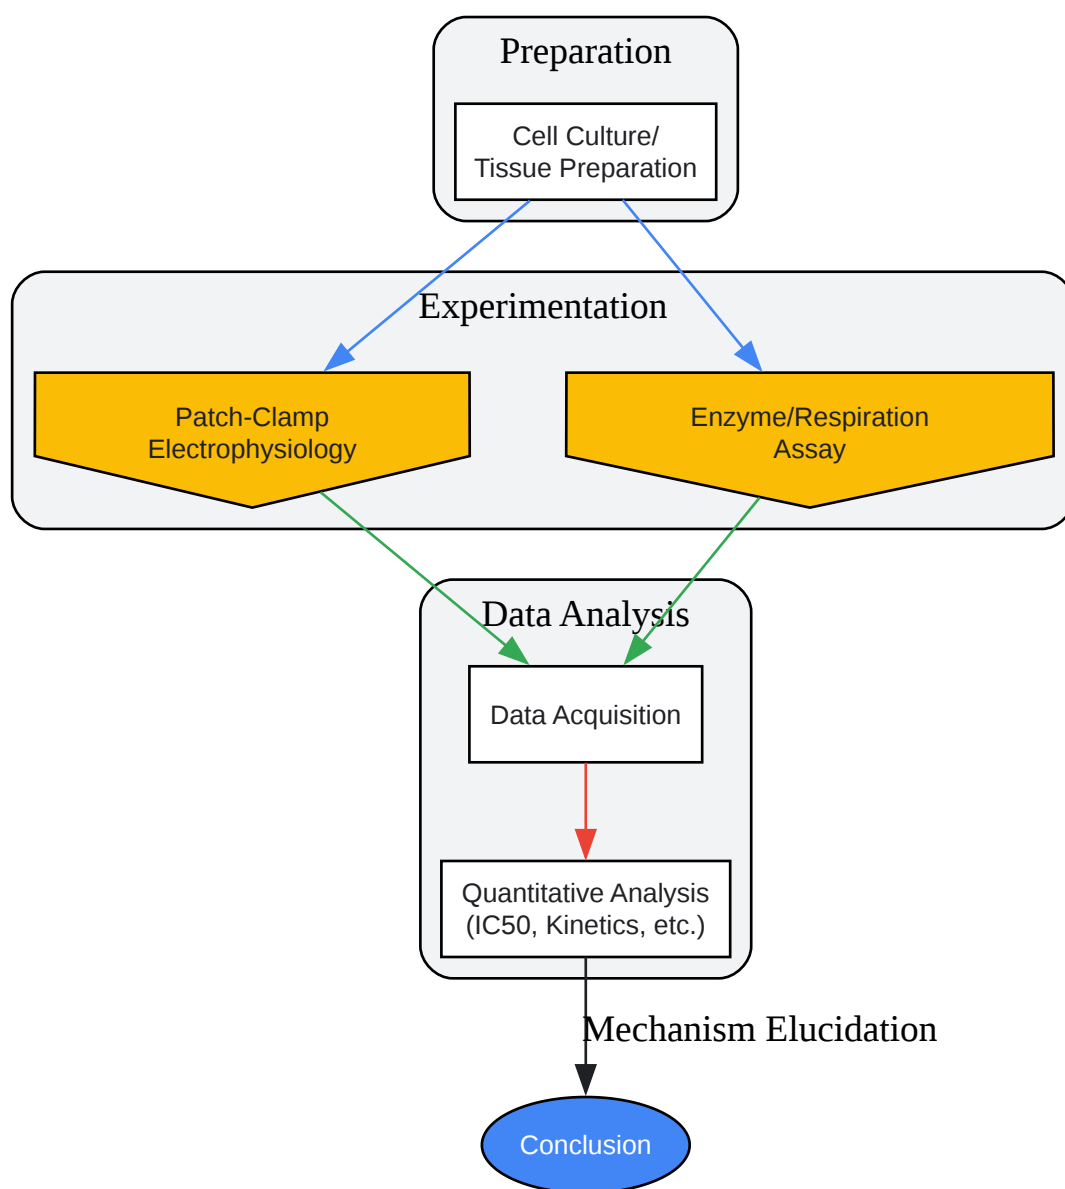 Preparation
Cell Culture/
Tissue Preparation
Experimentation
Patch-Clamp
Electrophysiology
Enzyme/Respiration
Assay
Data Analysis
Data Acquisition
Quantitative Analysis
(IC50, Kinetics, etc.)
Mechanism Elucidation
Conclusion